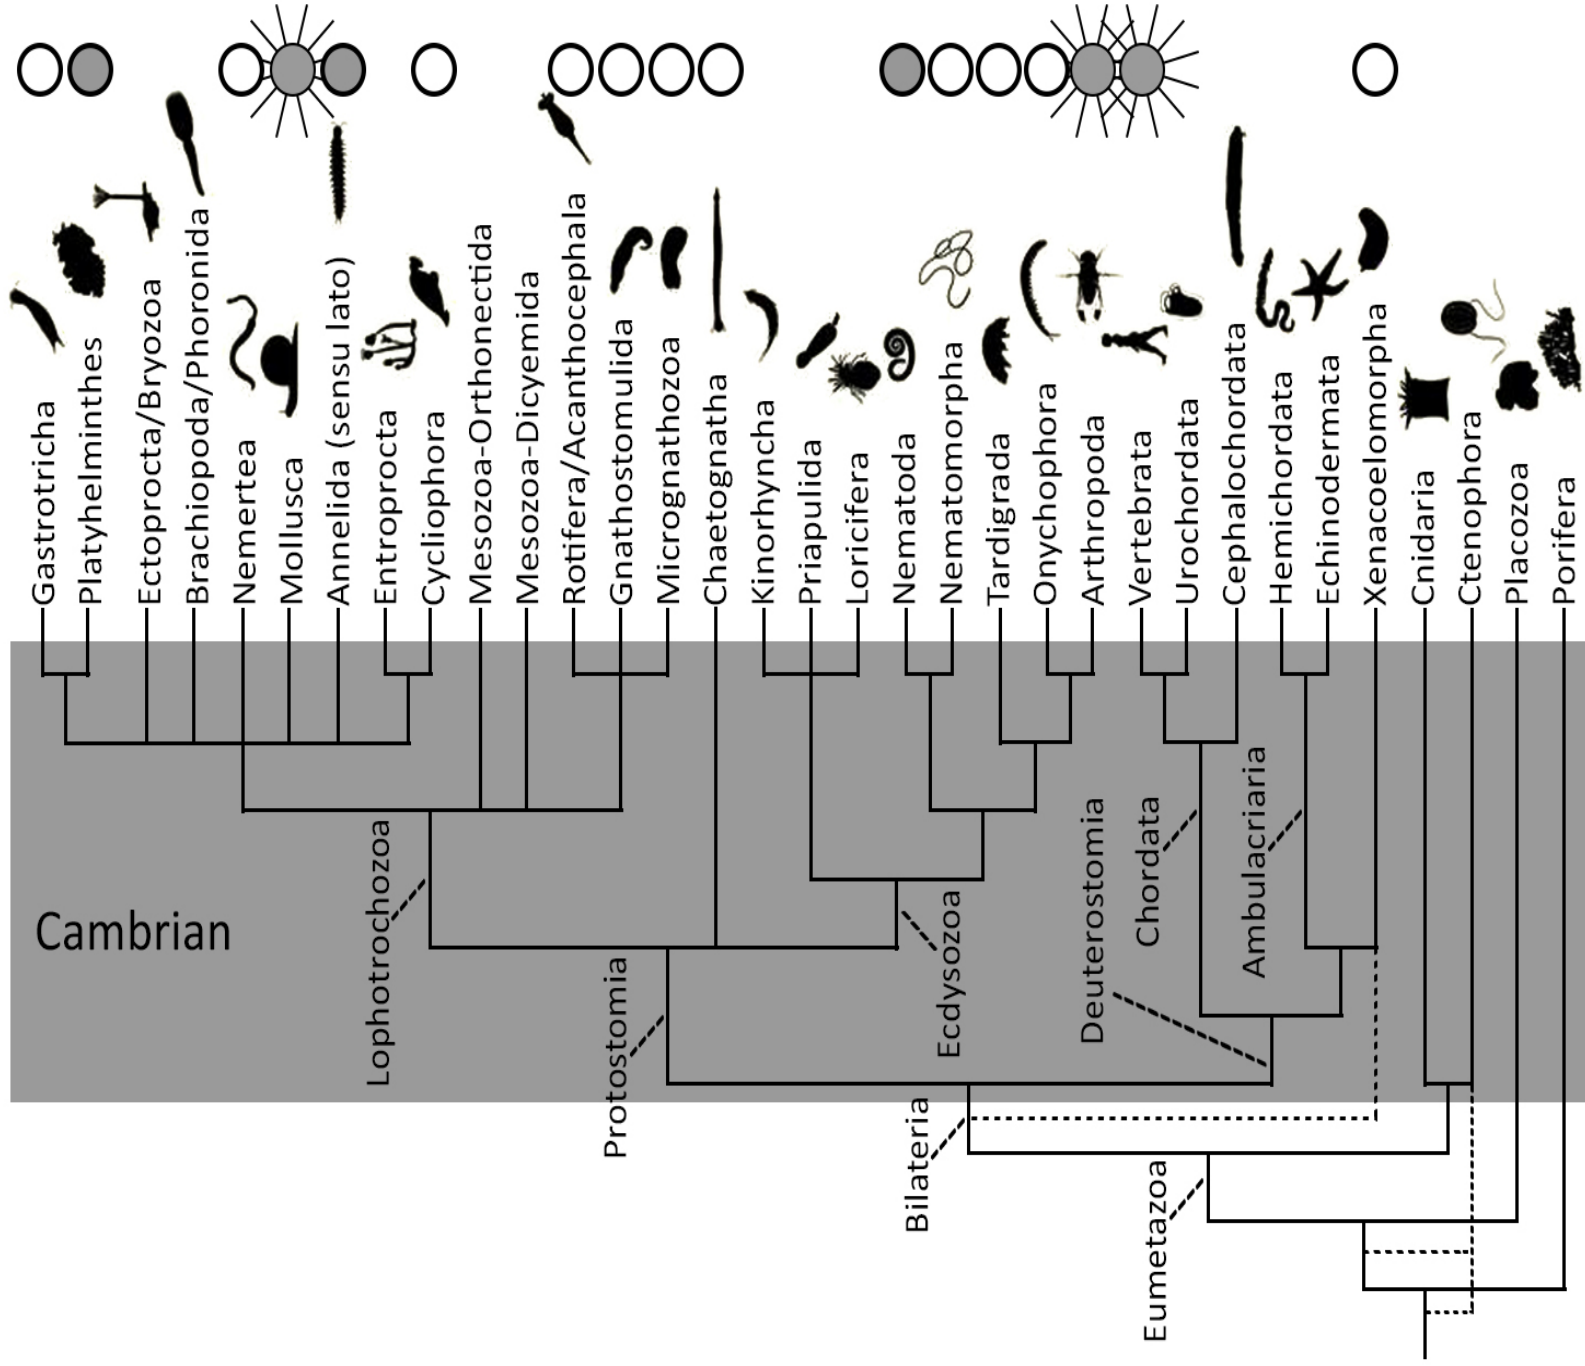 Gastrotricha
Platyhelminthes
Ectoprocta/Bryozoa
Brachiopoda/Phoronida
Nemertea
Mollusca
Annelida (sensu lato)
Entroprocta
Cycliophora
Mesozoa-Orthonectida
Mesozoa-Dicyemida
Rotifera/Acanthocephala
Gnathostomulida
Micrognathozoa
Chaetognatha
Kinorhyncha
Priapulida
Loricifera
Nematoda
Nematomorpha
Tardigrada
Onychophora
Arthropoda
Vertebrata
Urochordata
Cephalochordata
Hemichordata
Echinodermata
Xenacoelomorpha
Cnidaria
Ctenophora
Placozoa
Porifera
Cambrian
Lophotrochozoa
Protostomia
Ecdysozoa
Deuterostomia
Chordata
Ambulacriaria
Bilateria
Eumetazoa